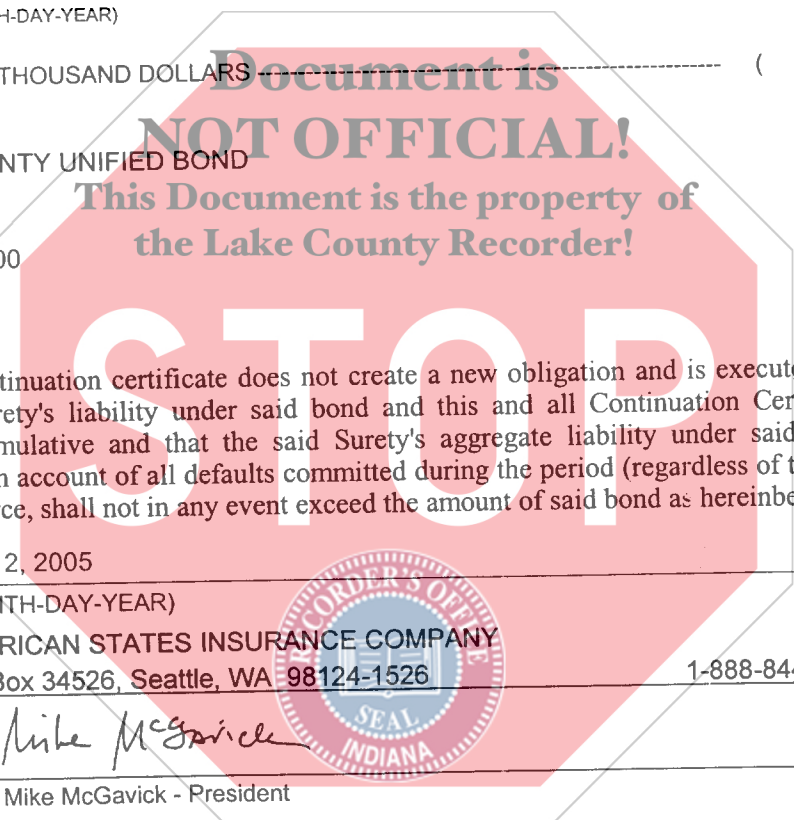 H-DAY-YEAR)
THOUSAND DOLLARS ------------------------------------------------------------ (
Document is
NOT OFFICIAL!
NTY UNIFIED BOND
This Document is the property of
the Lake County Recorder!
00
STOP
tinuation certificate does not create a new obligation and is execut
rety's liability under said bond and this and all Continuation Cer
mulative and that the said Surety's aggregate liability under said
n account of all defaults committed during the period (regardless of t
rce, shall not in any event exceed the amount of said bond as hereinbe
2, 2005
NTH-DAY-YEAR)
RICAN STATES INSURANCE COMPANY
Box 34526, Seattle, WA 98124-1526 1-888-844
RECORDER'S OFFICE
SEAL
INDIANA
Mike McGavick
Mike McGavick - President